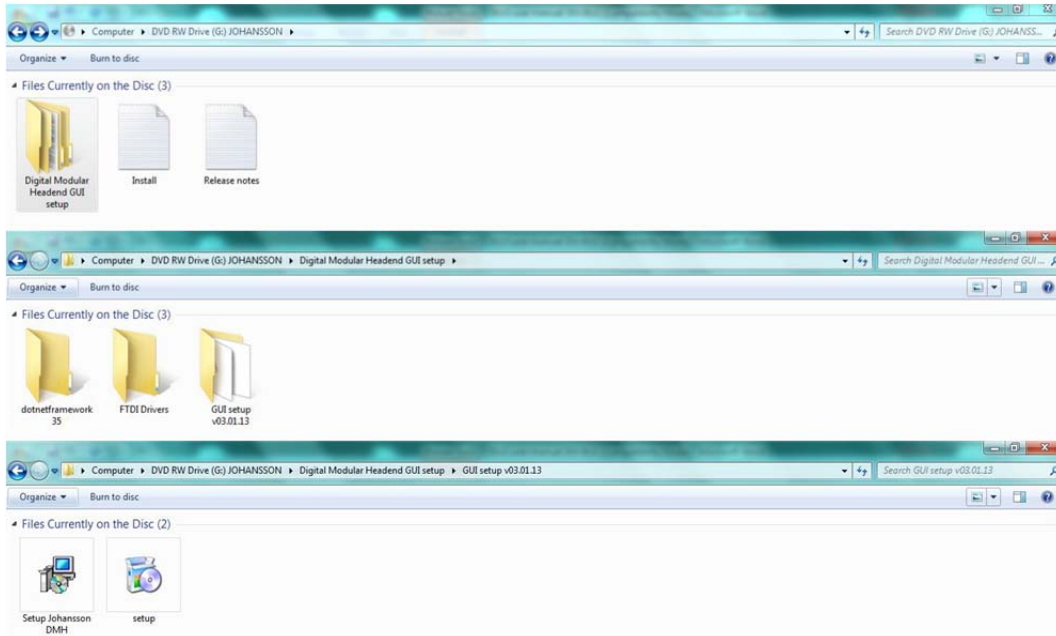 Computer ▸ DVD RW Drive (G:) JOHANSSON ▸
Search DVD RW Drive (G:) JOHANSS...
Organize ▾ Burn to disc
Files Currently on the Disc (3)
Digital Modular
Headend GUI
setup
Install
Release notes
Computer ▸ DVD RW Drive (G:) JOHANSSON ▸ Digital Modular Headend GUI setup ▸
Search Digital Modular Headend GUI ...
Organize ▾ Burn to disc
Files Currently on the Disc (3)
dotnetframework
35
FTDI Drivers
GUI setup
v03.01.13
Computer ▸ DVD RW Drive (G:) JOHANSSON ▸ Digital Modular Headend GUI setup ▸ GUI setup v03.01.13
Search GUI setup v03.01.13
Organize ▾ Burn to disc
Files Currently on the Disc (2)
Setup Johansson
DMH
setup